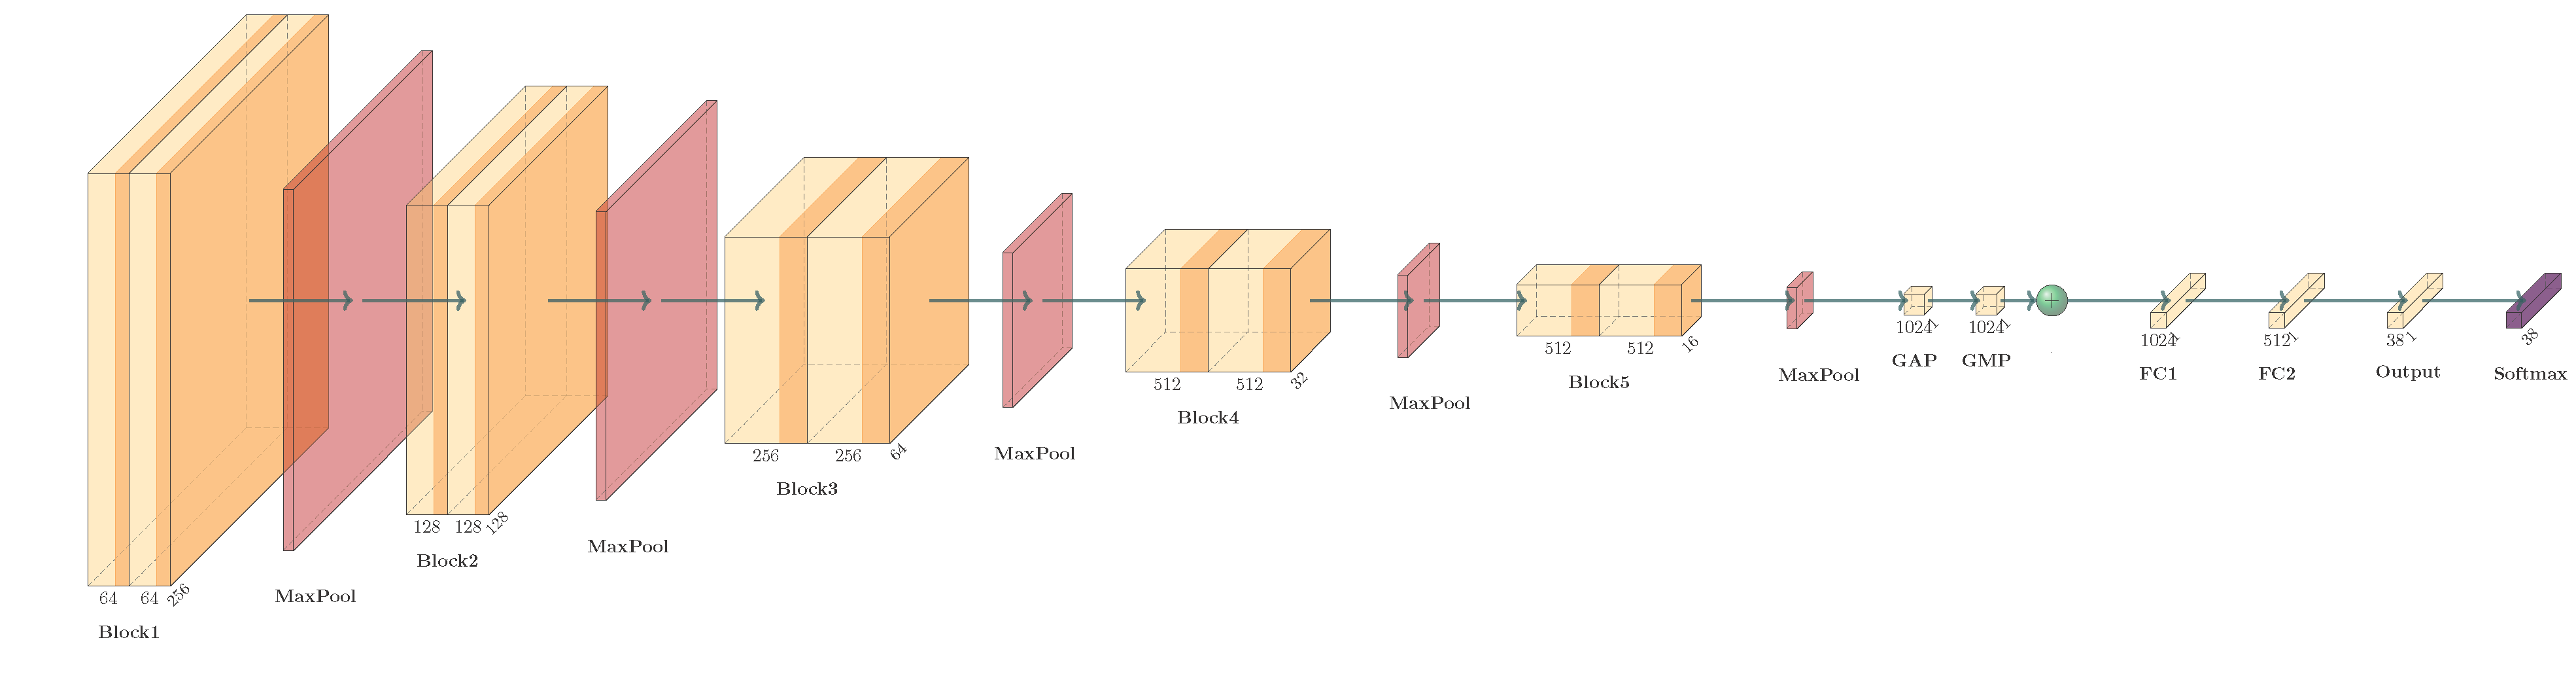 64 64 256
Block1
MaxPool
128 128 128
Block2
MaxPool
256 256 64
Block3
MaxPool
512 512 32
Block4
MaxPool
512 512 16
Block5
MaxPool
1024 1
GAP
1024 1
GMP
+
1024 1
FC1
512 1
FC2
38 1
Output
38
Softmax